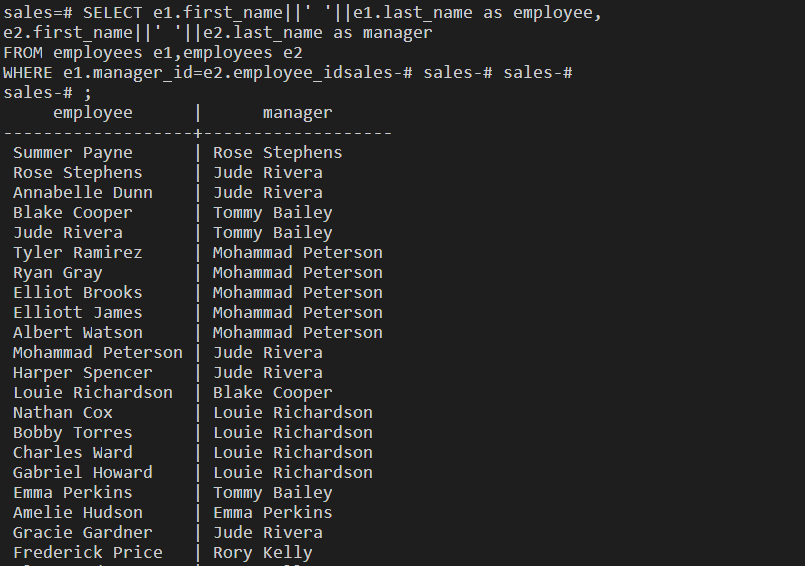 sales=# SELECT e1.first_name||' '||e1.last_name as employee,
e2.first_name||' '||e2.last_name as manager
FROM employees e1,employees e2
WHERE e1.manager_id=e2.employee_idsales-# sales-# sales-#
sales-# ;
     employee      |      manager
-------------------+-------------------
 Summer Payne      | Rose Stephens
 Rose Stephens     | Jude Rivera
 Annabelle Dunn    | Jude Rivera
 Blake Cooper      | Tommy Bailey
 Jude Rivera       | Tommy Bailey
 Tyler Ramirez     | Mohammad Peterson
 Ryan Gray         | Mohammad Peterson
 Elliot Brooks     | Mohammad Peterson
 Elliott James     | Mohammad Peterson
 Albert Watson     | Mohammad Peterson
 Mohammad Peterson | Jude Rivera
 Harper Spencer    | Jude Rivera
 Louie Richardson  | Blake Cooper
 Nathan Cox        | Louie Richardson
 Bobby Torres      | Louie Richardson
 Charles Ward      | Louie Richardson
 Gabriel Howard    | Louie Richardson
 Emma Perkins      | Tommy Bailey
 Amelie Hudson     | Emma Perkins
 Gracie Gardner    | Jude Rivera
 Frederick Price   | Rory Kelly